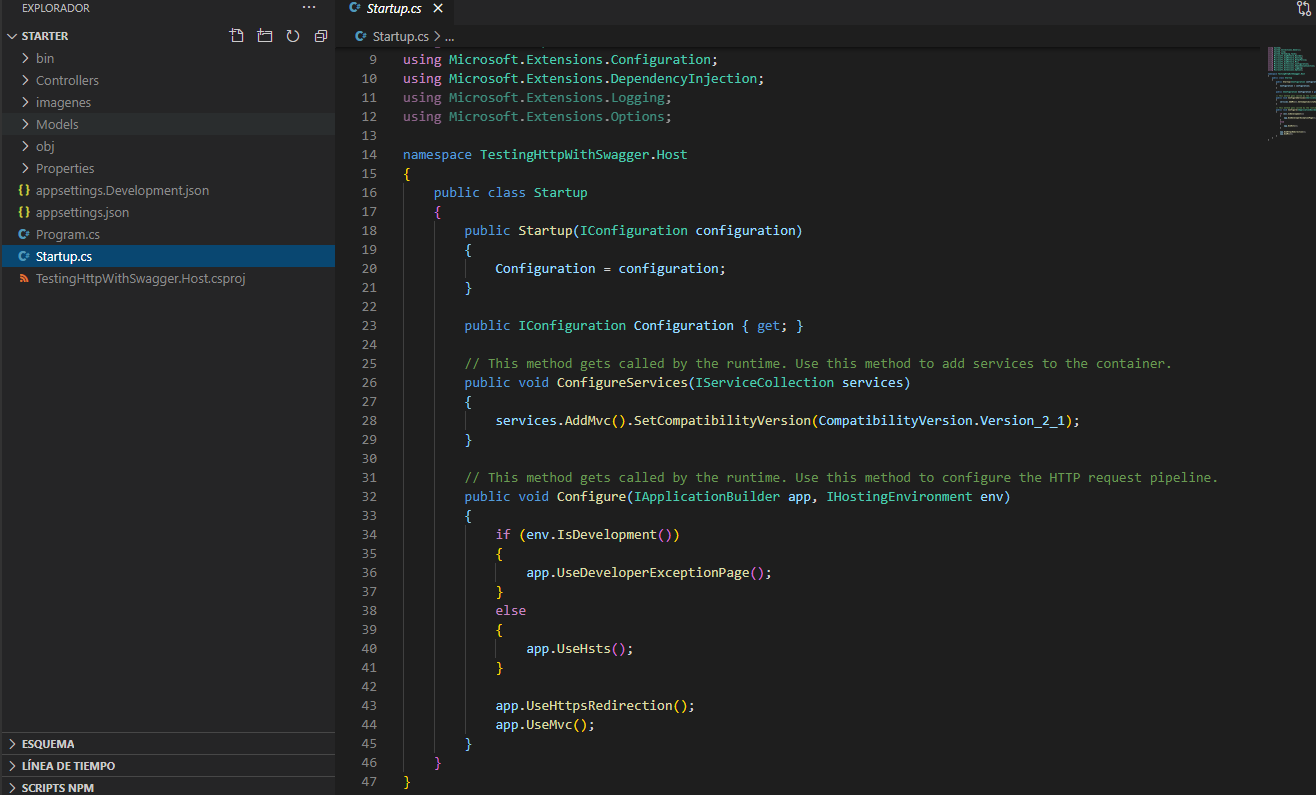 EXPLORADOR
STARTER
bin
Controllers
imagenes
Models
obj
Properties
{} appsettings.Development.json
{} appsettings.json
C# Program.cs
C# Startup.cs
TestingHttpWithSwagger.Host.csproj
ESQUEMA
LÍNEA DE TIEMPO
SCRIPTS NPM
C# Startup.cs
C# Startup.cs > ...
9 using Microsoft.Extensions.Configuration;
10 using Microsoft.Extensions.DependencyInjection;
11 using Microsoft.Extensions.Logging;
12 using Microsoft.Extensions.Options;
13
14 namespace TestingHttpWithSwagger.Host
15 {
16 public class Startup
17 {
18 public Startup(IConfiguration configuration)
19 {
20 Configuration = configuration;
21 }
22
23 public IConfiguration Configuration { get; }
24
25 // This method gets called by the runtime. Use this method to add services to the container.
26 public void ConfigureServices(IServiceCollection services)
27 {
28 services.AddMvc().SetCompatibilityVersion(CompatibilityVersion.Version_2_1);
29 }
30
31 // This method gets called by the runtime. Use this method to configure the HTTP request pipeline.
32 public void Configure(IApplicationBuilder app, IHostingEnvironment env)
33 {
34 if (env.IsDevelopment())
35 {
36 app.UseDeveloperExceptionPage();
37 }
38 else
39 {
40 app.UseHsts();
41 }
42
43 app.UseHttpsRedirection();
44 app.UseMvc();
45 }
46 }
47 }